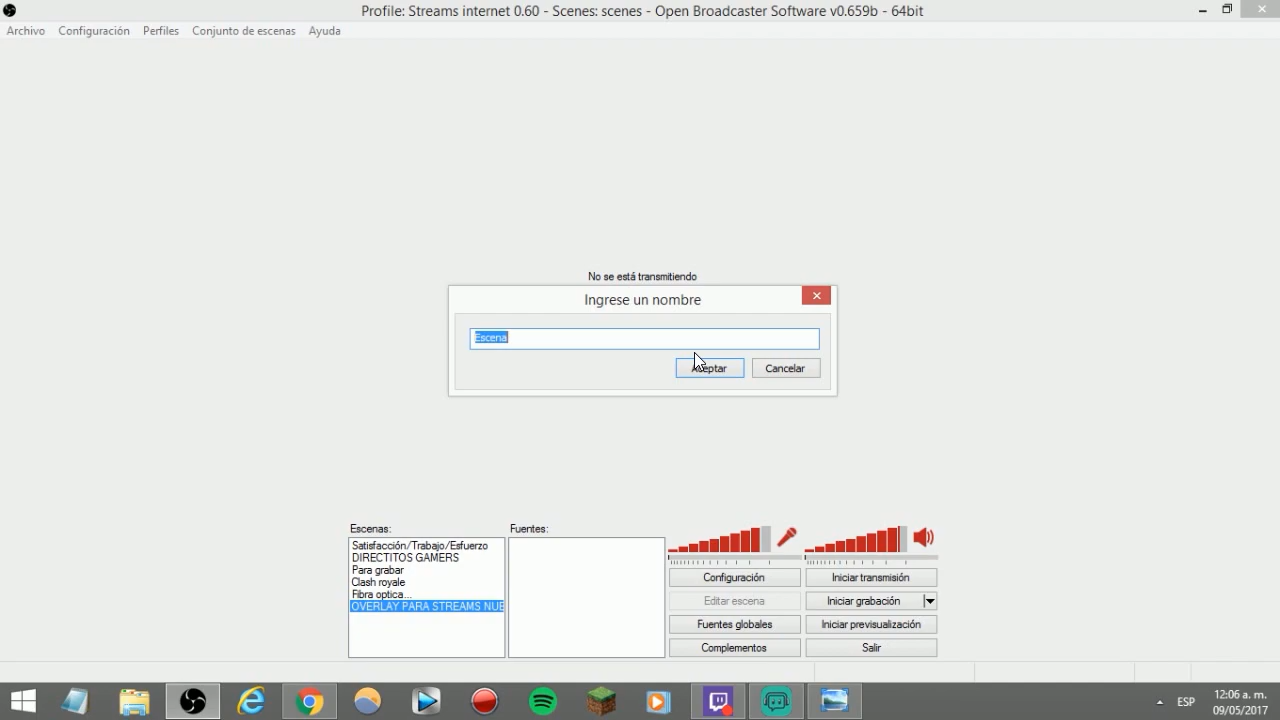 Profile: Streams internet 0.60 - Scenes: scenes - Open Broadcaster Software v0.659b - 64bit
Archivo Configuración Perfiles Conjunto de escenas Ayuda
No se está transmitiendo
Ingrese un nombre
Escena
Aceptar Cancelar
Escenas: Fuentes:
Satisfacción/Trabajo/Esfuerzo
DIRECTITOS GAMERS
Para grabar
Clash royale
Fibra optica...
OVERLAY PARA STREAMS NUE
Configuración Iniciar transmisión
Editar escena Iniciar grabación
Fuentes globales Iniciar previsualización
Complementos Salir
ESP 12:06 a. m.
09/05/2017